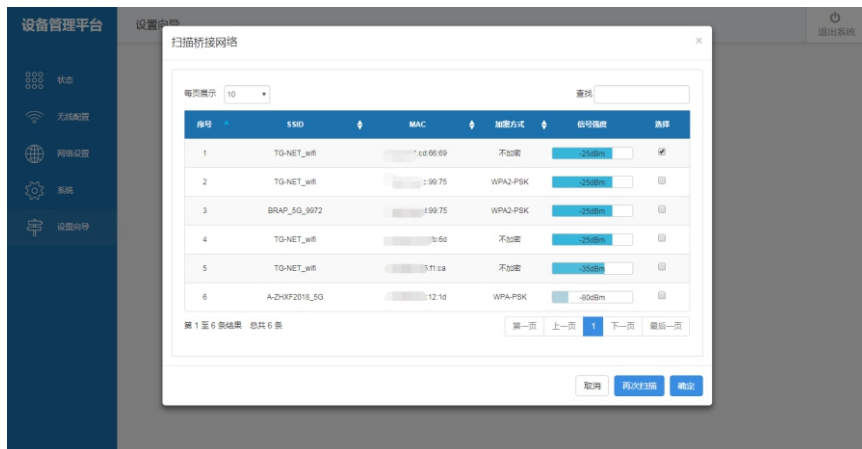 设备管理平台
设置向导
退出系统
扫描桥接网络
×
状态
无线配置
网络设置
系统
设置向导
每页展示 10
查找
序号 SSID MAC 加密方式 信号强度 选择
1 TG-NET_wifi :cd:66:69 不加密 -25dBm
2 TG-NET_wifi :99:75 WPA2-PSK -25dBm
3 BRAP_5G_9972 :99:75 WPA2-PSK -25dBm
4 TG-NET_wifi b:6d 不加密 -25dBm
5 TG-NET_wifi 5:f1:ca 不加密 -35dBm
6 A-ZHXF2018_5G :12:1d WPA-PSK -80dBm
第 1 至 6 条结果 总共 6 条
第一页 上一页 1 下一页 最后一页
取消 再次扫描 确定